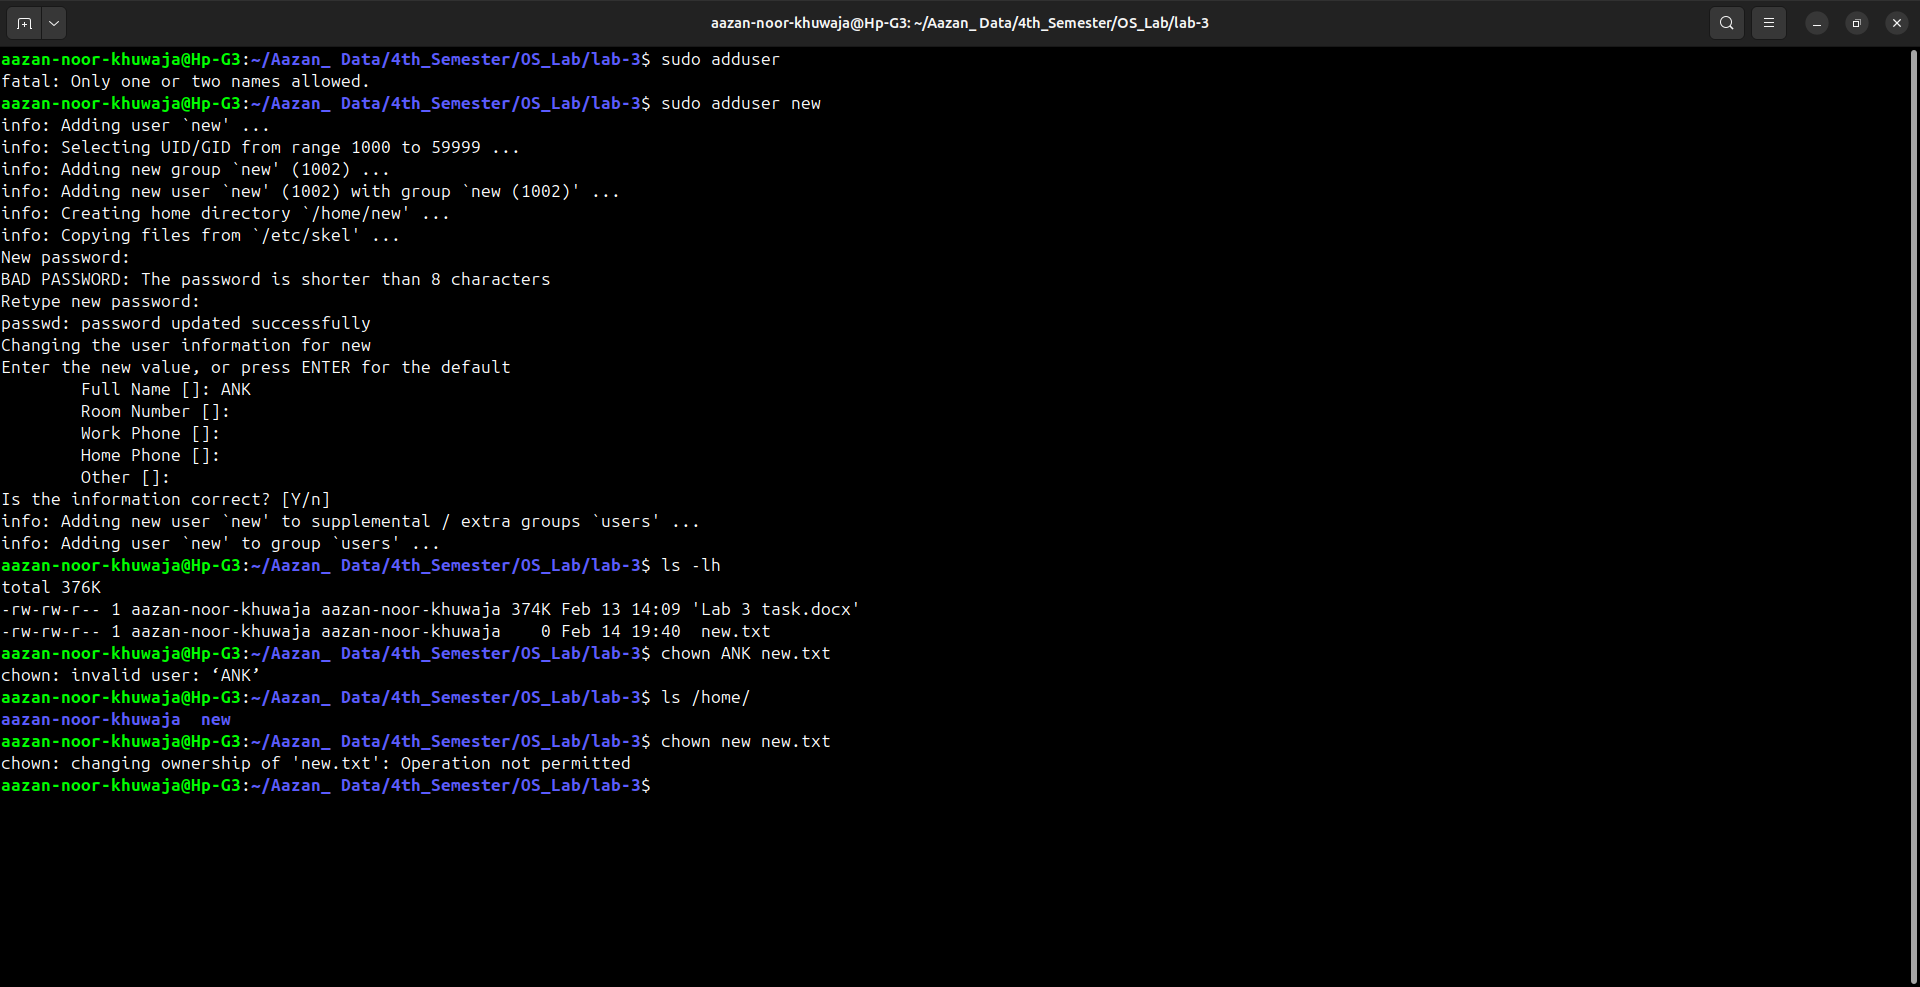 aazan-noor-khuwaja@Hp-G3: ~/Aazan_ Data/4th_Semester/OS_Lab/lab-3
aazan-noor-khuwaja@Hp-G3:~/Aazan_ Data/4th_Semester/OS_Lab/lab-3$ sudo adduser
fatal: Only one or two names allowed.
aazan-noor-khuwaja@Hp-G3:~/Aazan_ Data/4th_Semester/OS_Lab/lab-3$ sudo adduser new
info: Adding user `new' ...
info: Selecting UID/GID from range 1000 to 59999 ...
info: Adding new group `new' (1002) ...
info: Adding new user `new' (1002) with group `new (1002)' ...
info: Creating home directory `/home/new' ...
info: Copying files from `/etc/skel' ...
New password:
BAD PASSWORD: The password is shorter than 8 characters
Retype new password:
passwd: password updated successfully
Changing the user information for new
Enter the new value, or press ENTER for the default
        Full Name []: ANK
        Room Number []:
        Work Phone []:
        Home Phone []:
        Other []:
Is the information correct? [Y/n]
info: Adding new user `new' to supplemental / extra groups `users' ...
info: Adding user `new' to group `users' ...
aazan-noor-khuwaja@Hp-G3:~/Aazan_ Data/4th_Semester/OS_Lab/lab-3$ ls -lh
total 376K
-rw-rw-r-- 1 aazan-noor-khuwaja aazan-noor-khuwaja 374K Feb 13 14:09 'Lab 3 task.docx'
-rw-rw-r-- 1 aazan-noor-khuwaja aazan-noor-khuwaja    0 Feb 14 19:40  new.txt
aazan-noor-khuwaja@Hp-G3:~/Aazan_ Data/4th_Semester/OS_Lab/lab-3$ chown ANK new.txt
chown: invalid user: ‘ANK’
aazan-noor-khuwaja@Hp-G3:~/Aazan_ Data/4th_Semester/OS_Lab/lab-3$ ls /home/
aazan-noor-khuwaja  new
aazan-noor-khuwaja@Hp-G3:~/Aazan_ Data/4th_Semester/OS_Lab/lab-3$ chown new new.txt
chown: changing ownership of 'new.txt': Operation not permitted
aazan-noor-khuwaja@Hp-G3:~/Aazan_ Data/4th_Semester/OS_Lab/lab-3$